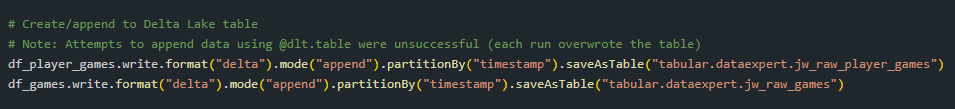 # Create/append to Delta Lake table
# Note: Attempts to append data using @dlt.table were unsuccessful (each run overwrote the table)
df_player_games.write.format("delta").mode("append").partitionBy("timestamp").saveAsTable("tabular.dataexpert.jw_raw_player_games")
df_games.write.format("delta").mode("append").partitionBy("timestamp").saveAsTable("tabular.dataexpert.jw_raw_games")